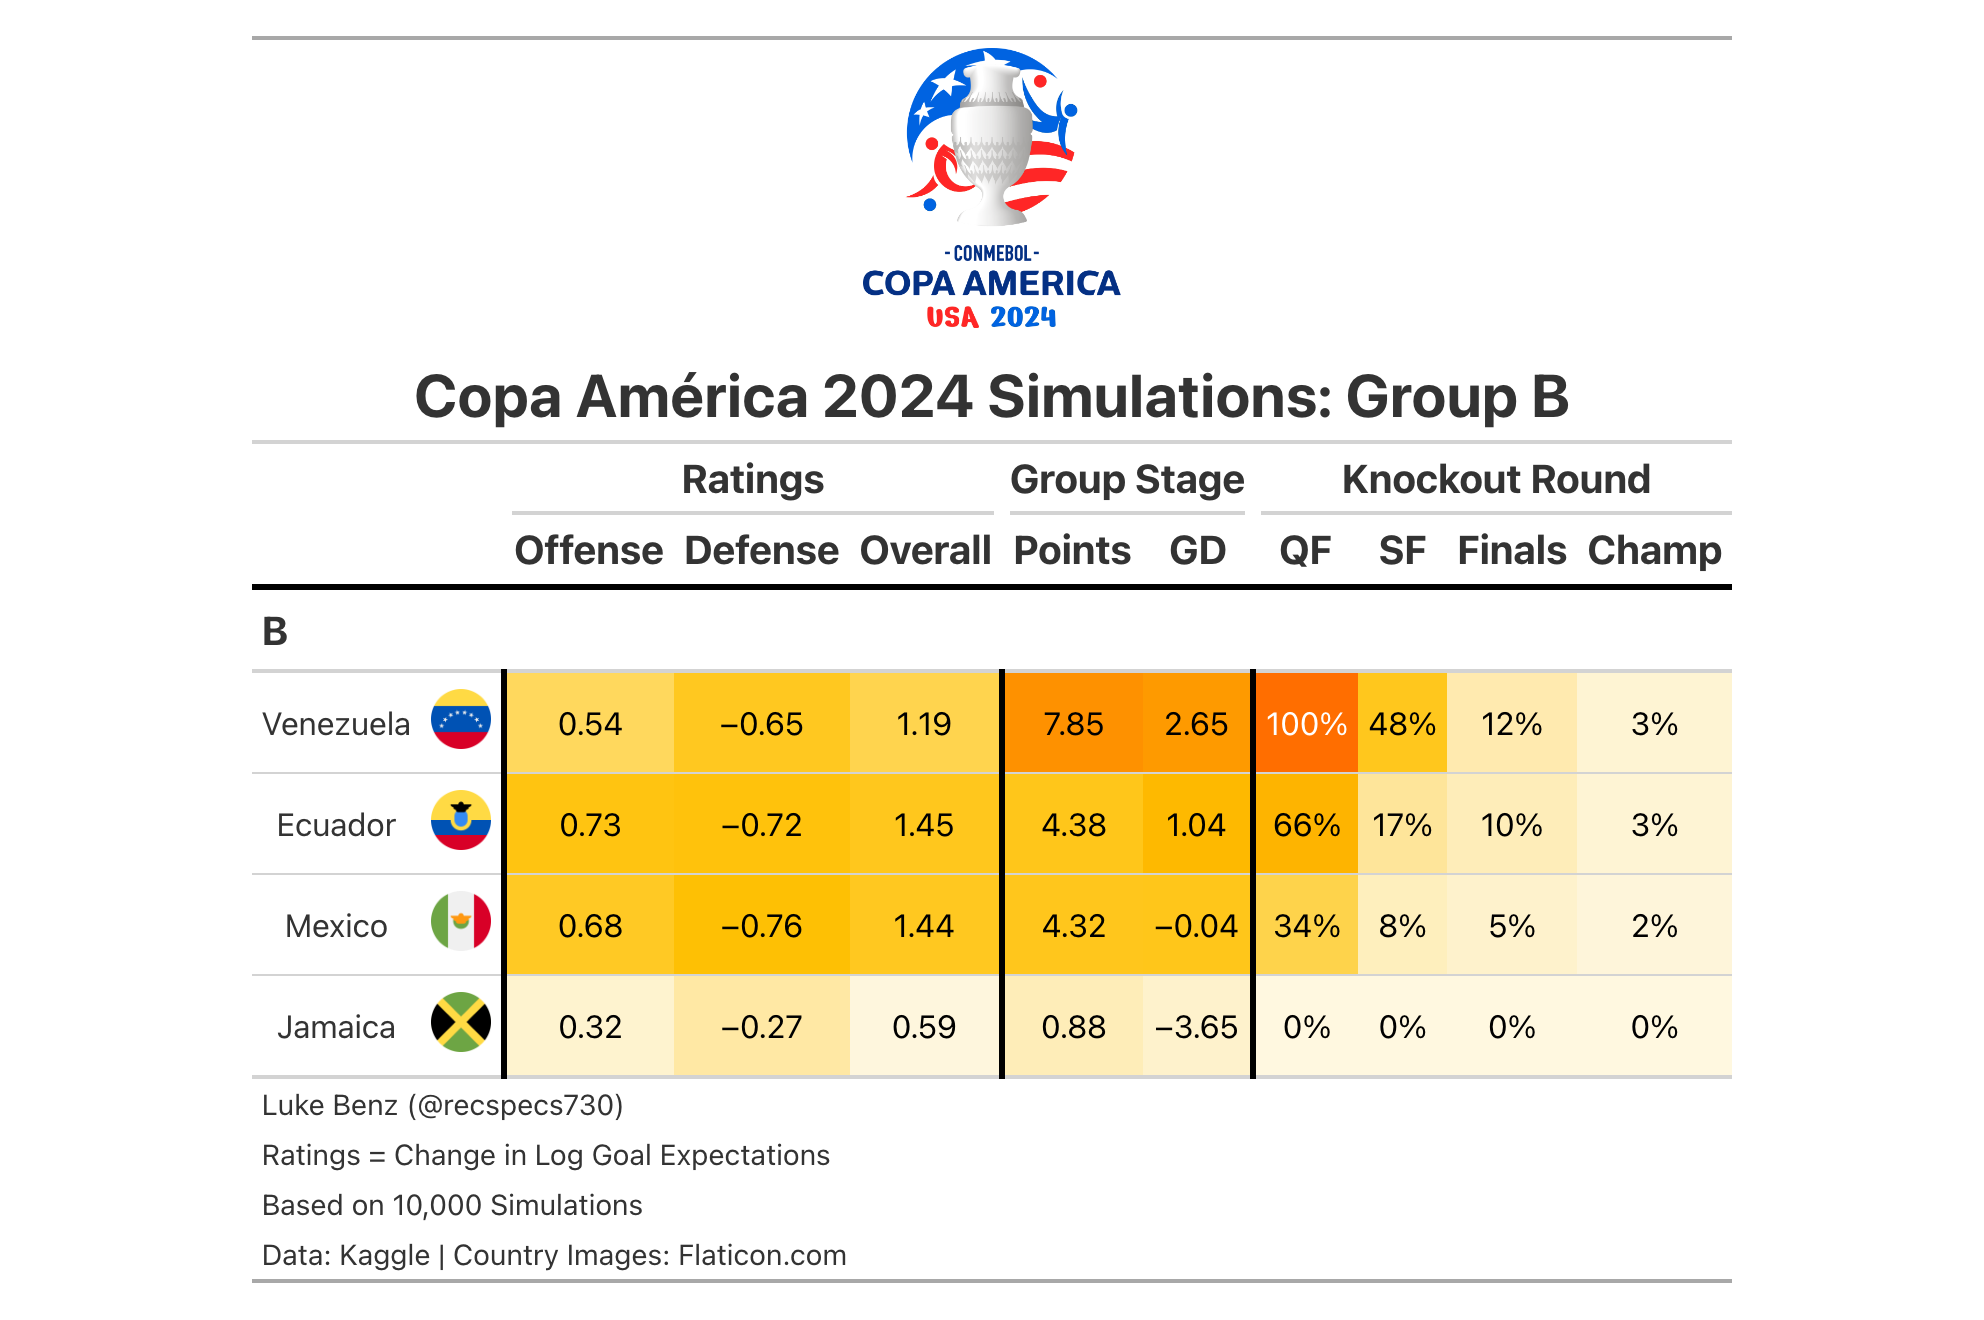 - CONMEBOL -
COPA AMERICA
USA 2024
Copa América 2024 Simulations: Group B
Ratings Group Stage Knockout Round
Offense Defense Overall Points GD QF SF Finals Champ
B
Venezuela 0.54 −0.65 1.19 7.85 2.65 100% 48% 12% 3%
Ecuador 0.73 −0.72 1.45 4.38 1.04 66% 17% 10% 3%
Mexico 0.68 −0.76 1.44 4.32 −0.04 34% 8% 5% 2%
Jamaica 0.32 −0.27 0.59 0.88 −3.65 0% 0% 0% 0%
Luke Benz (@recspecs730)
Ratings = Change in Log Goal Expectations
Based on 10,000 Simulations
Data: Kaggle | Country Images: Flaticon.com